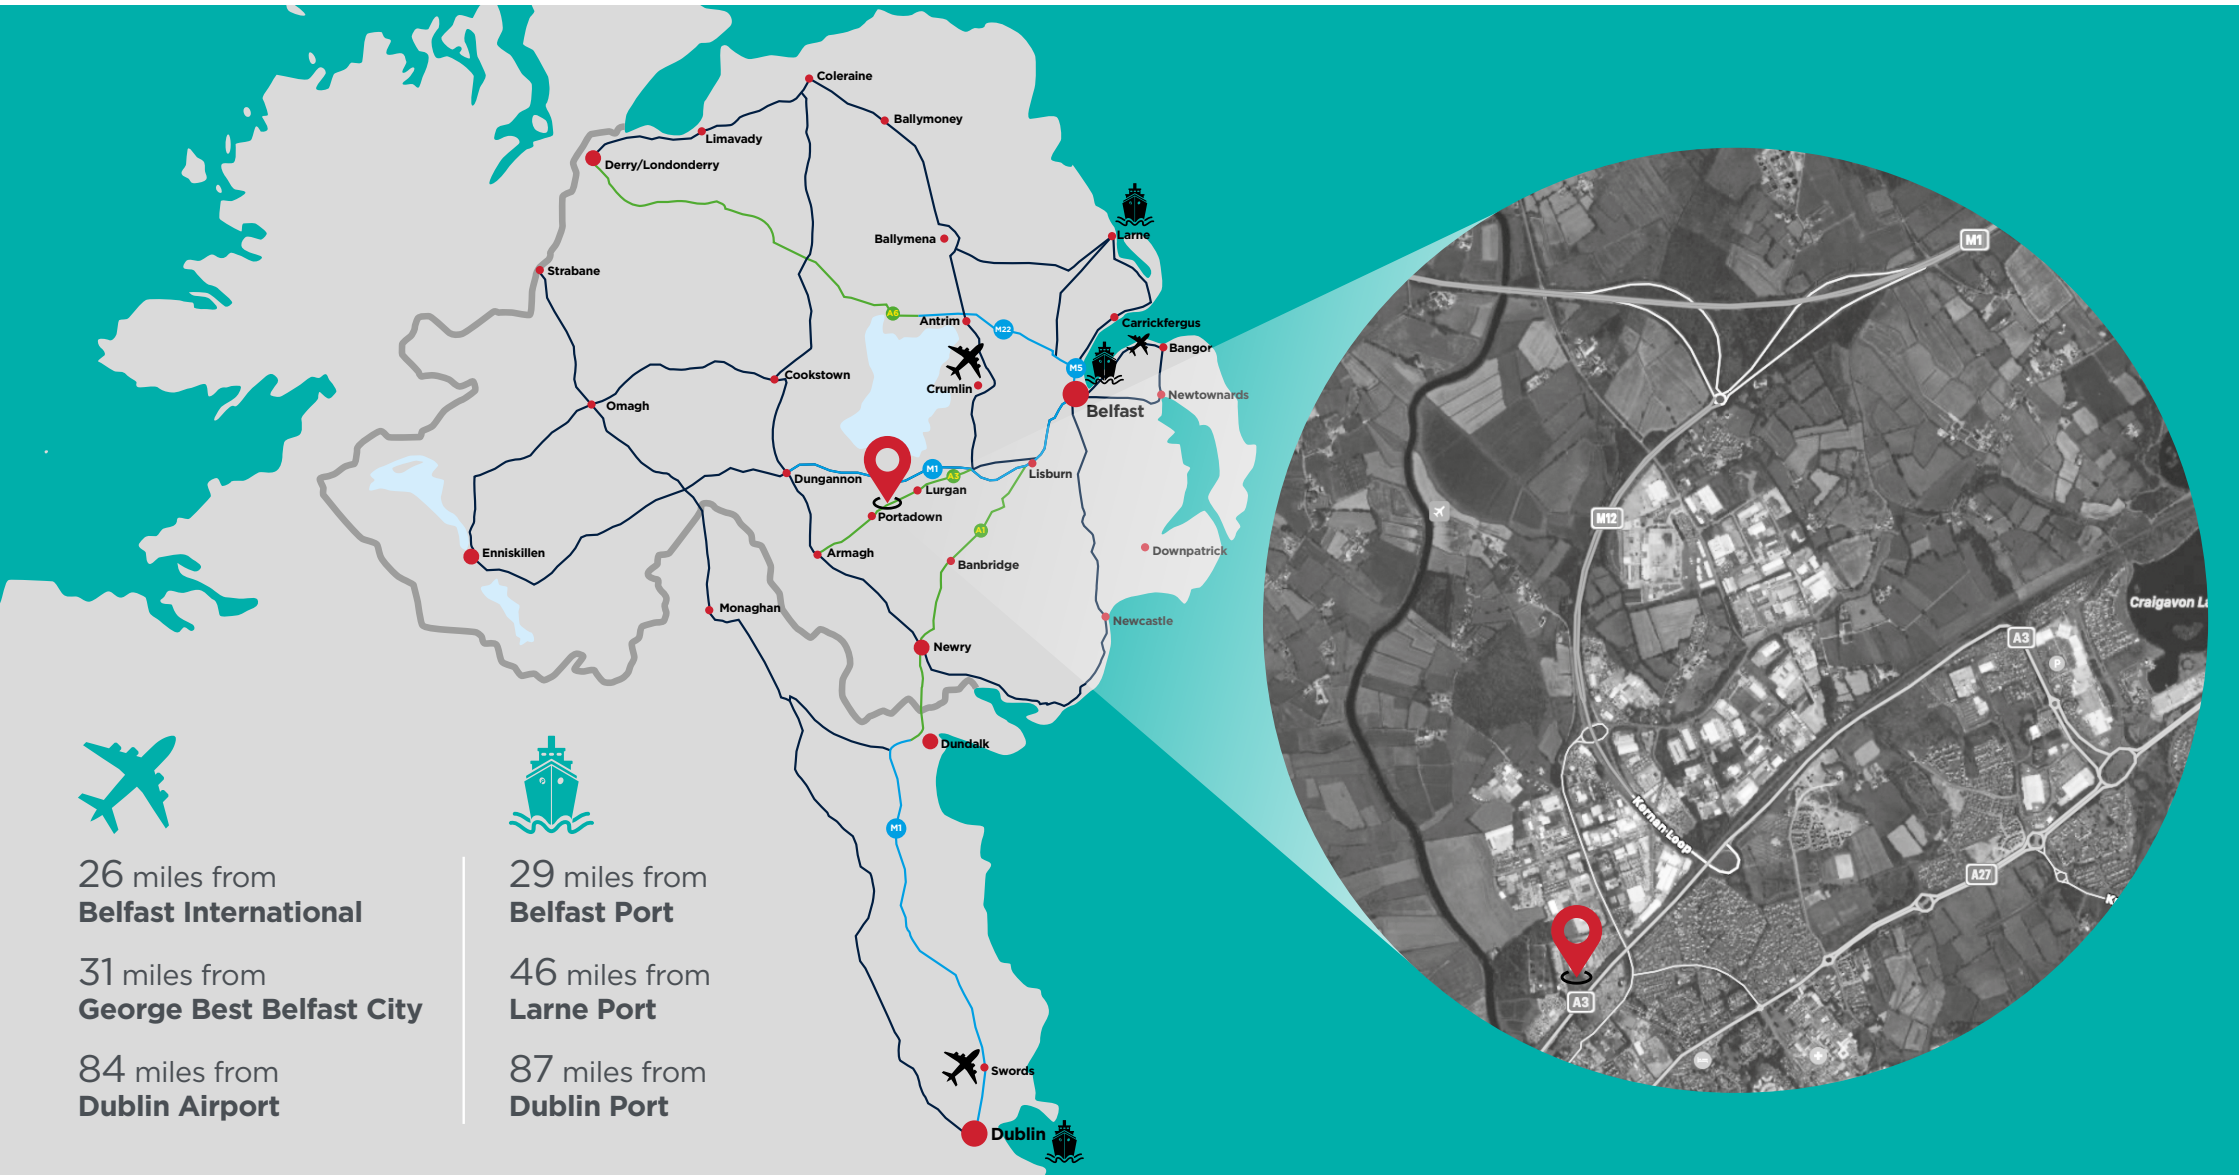 Coleraine
Ballymoney
Limavady
Derry/Londonderry
Ballymena
Larne
Strabane
A6
Antrim
M22
Carrickfergus
Bangor
M5
Cookstown
Crumlin
Newtownards
Omagh
Belfast
M1
A3
Dungannon
Lurgan
Lisburn
Portadown
A1
Enniskillen
Armagh
Banbridge
Downpatrick
Monaghan
Newcastle
Newry
Dundalk
M1
Swords
Dublin
26 miles from
Belfast International
31 miles from
George Best Belfast City
84 miles from
Dublin Airport
29 miles from
Belfast Port
46 miles from
Larne Port
87 miles from
Dublin Port
M1
M12
Craigavon La
A3
P
Kernan Loop
A27
A3